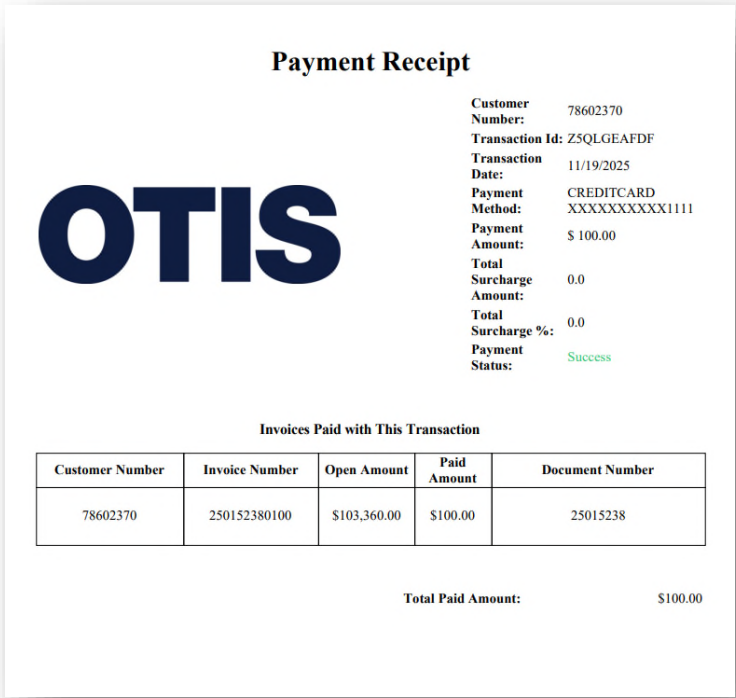 Payment Receipt
OTIS
Customer Number: 78602370
Transaction Id: Z5QLGEAFDF
Transaction Date: 11/19/2025
Payment Method: CREDITCARD XXXXXXXXXX1111
Payment Amount: $ 100.00
Total Surcharge Amount: 0.0
Total Surcharge %: 0.0
Payment Status: Success
Invoices Paid with This Transaction
Customer Number Invoice Number Open Amount Paid Amount Document Number
78602370 250152380100 $103,360.00 $100.00 25015238
Total Paid Amount: $100.00